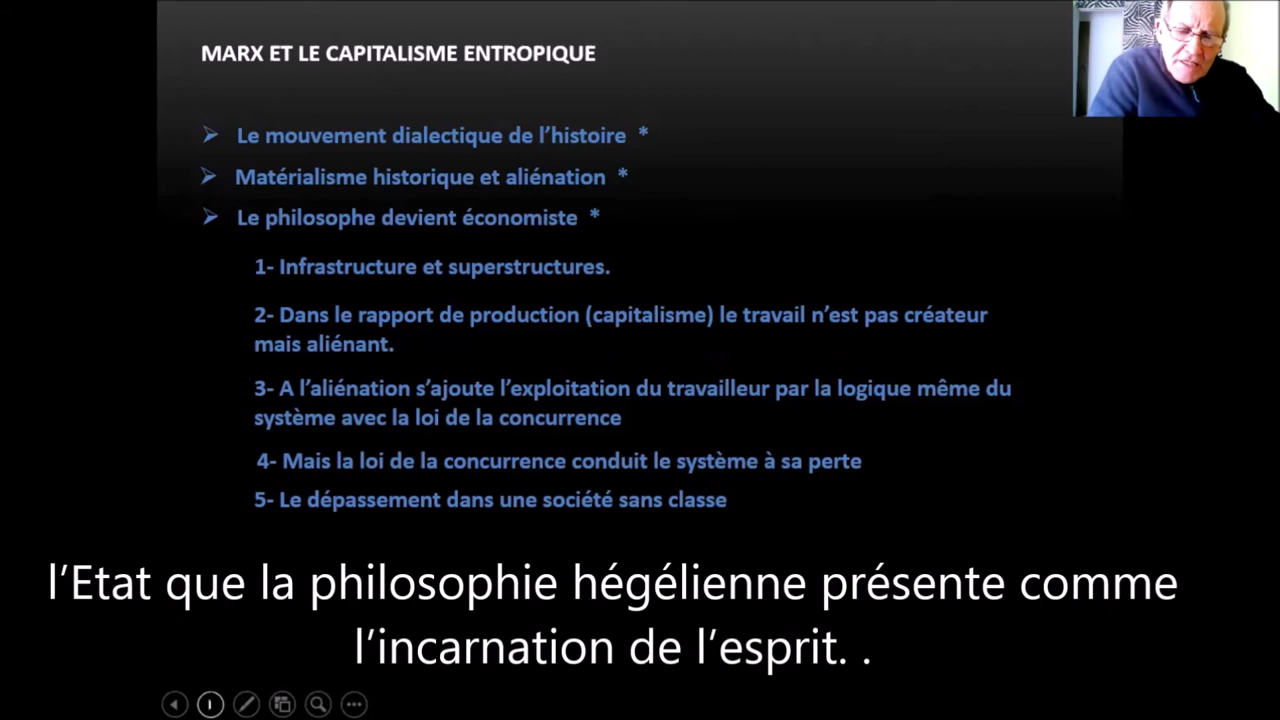 MARX ET LE CAPITALISME ENTROPIQUE
Le mouvement dialectique de l’histoire *
Matérialisme historique et aliénation *
Le philosophe devient économiste *
1- Infrastructure et superstructures.
2- Dans le rapport de production (capitalisme) le travail n’est pas créateur
mais aliénant.
3- A l’aliénation s’ajoute l’exploitation du travailleur par la logique même du
système avec la loi de la concurrence
4- Mais la loi de la concurrence conduit le système à sa perte
5- Le dépassement dans une société sans classe
l’Etat que la philosophie hégélienne présente comme
l’incarnation de l’esprit. .